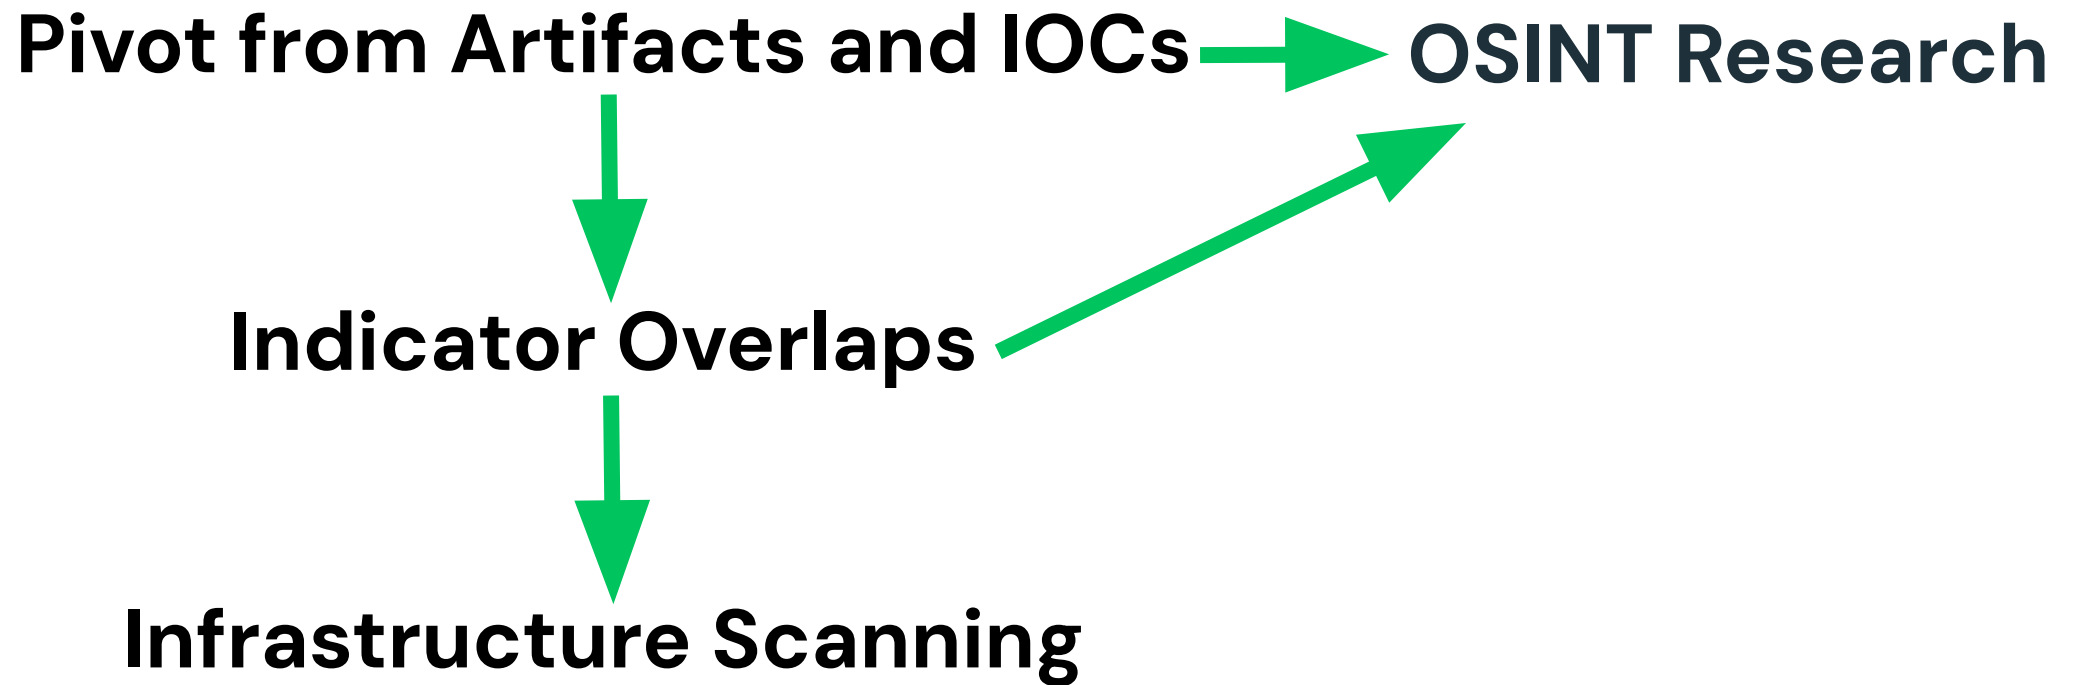 Pivot from Artifacts and IOCs
OSINT Research
Indicator Overlaps
Infrastructure Scanning